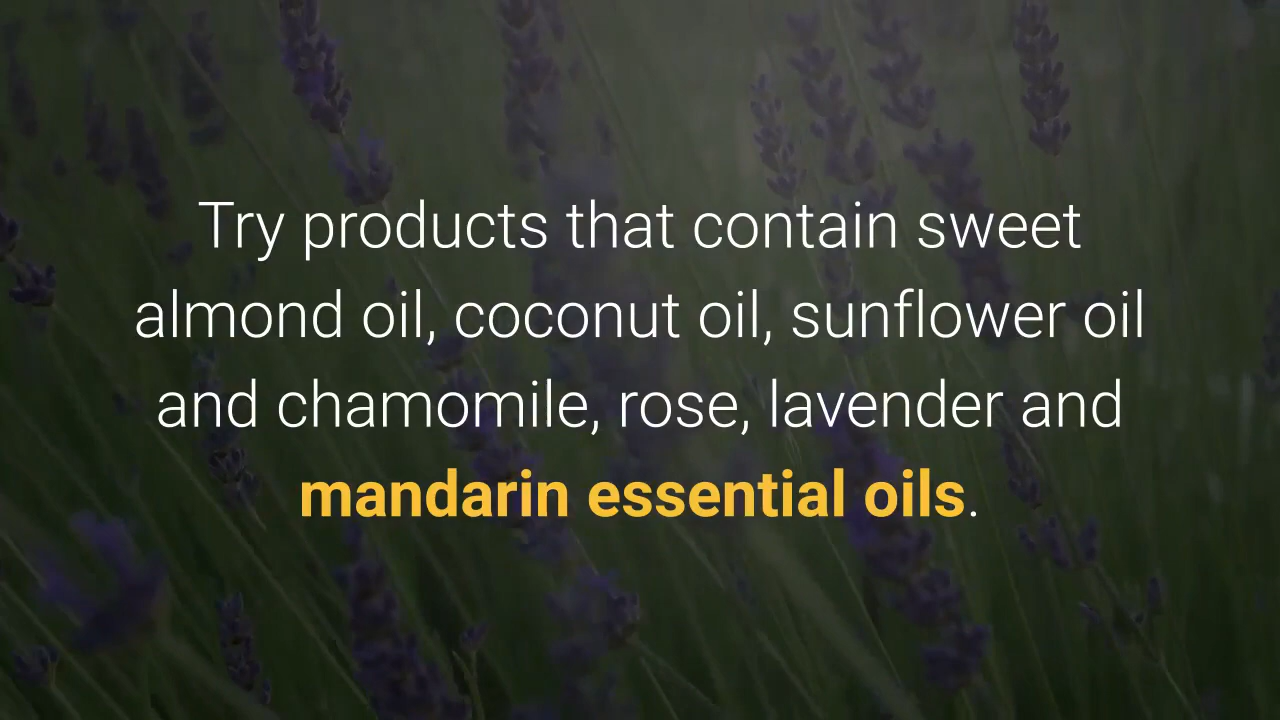 Try products that contain sweet
almond oil, coconut oil, sunflower oil
and chamomile, rose, lavender and
mandarin essential oils.